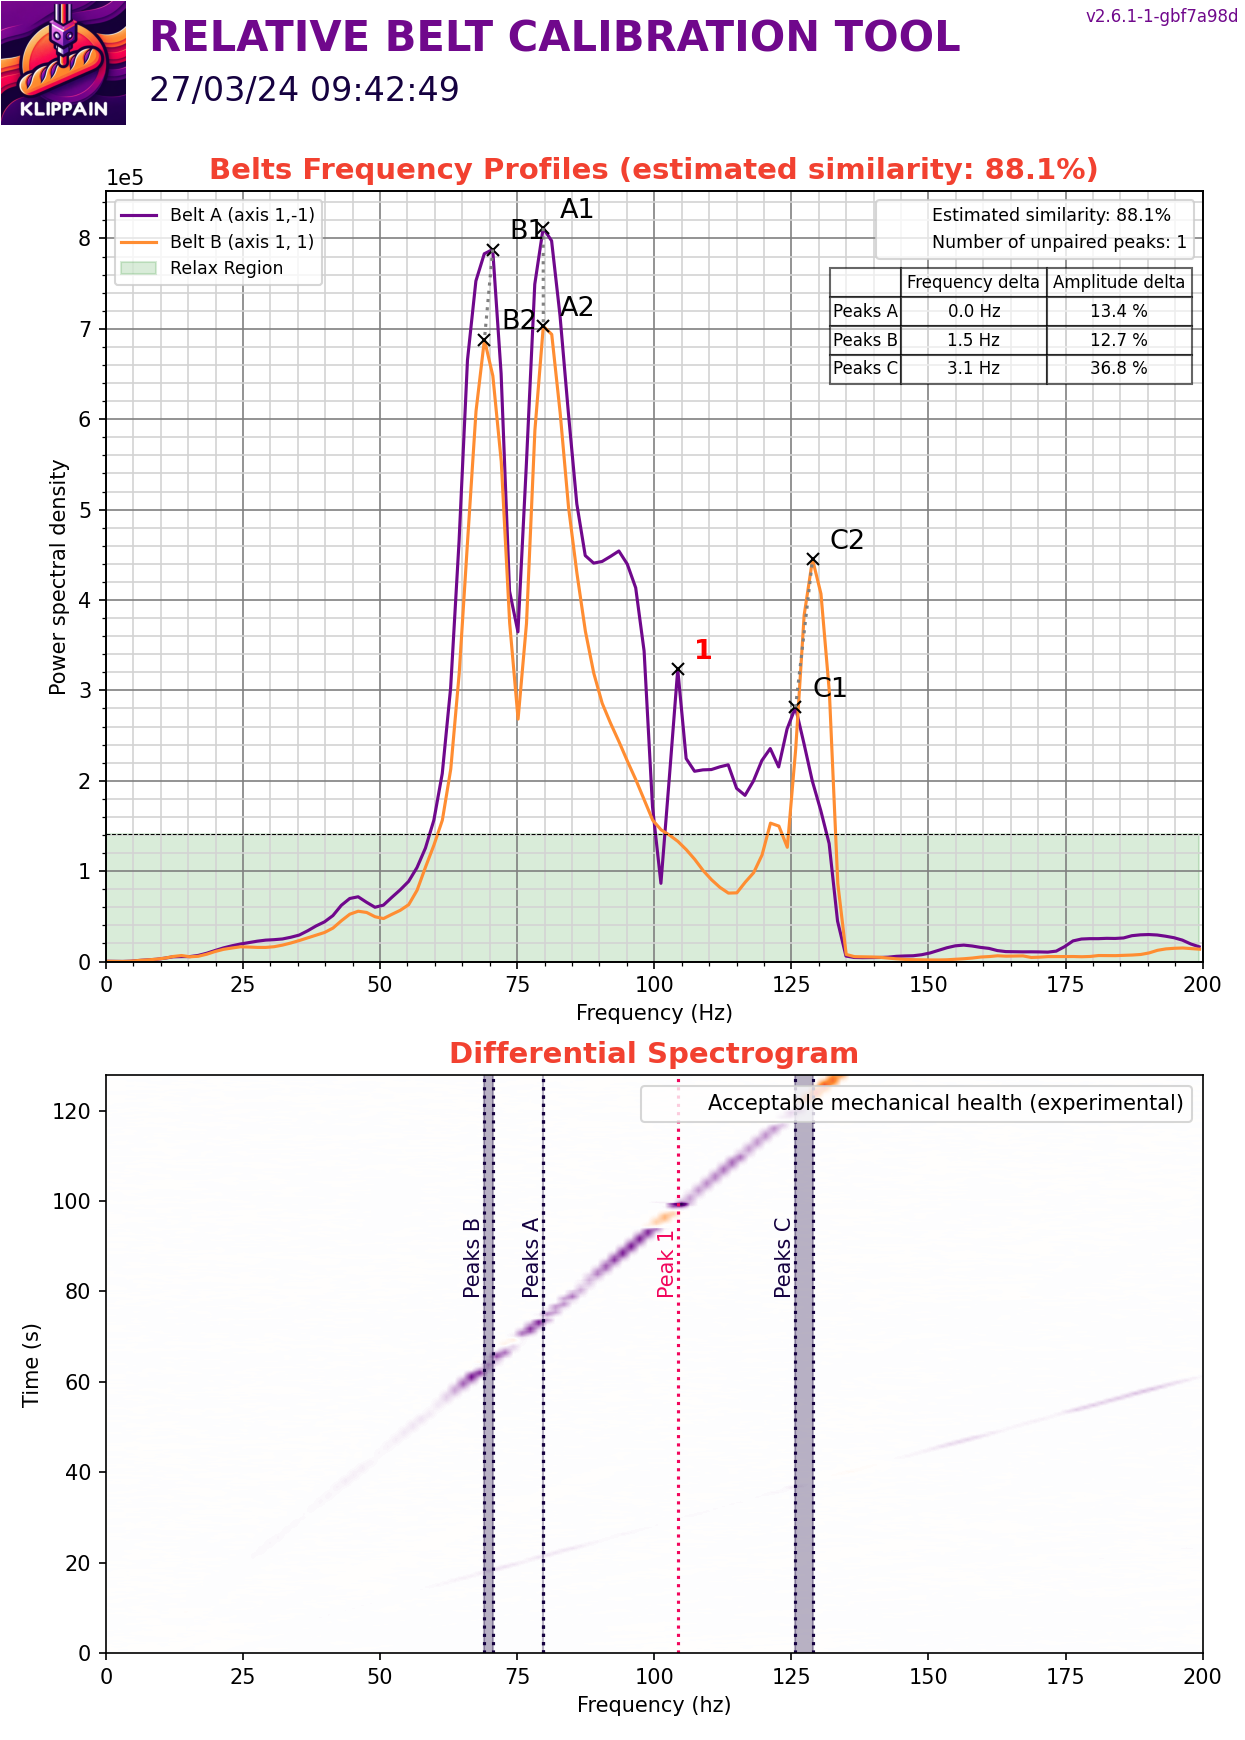 KLIPPAIN
RELATIVE BELT CALIBRATION TOOL
v2.6.1-1-gbf7a98d
27/03/24 09:42:49
Belts Frequency Profiles (estimated similarity: 88.1%)
1e5
Belt A (axis 1,-1)
Belt B (axis 1, 1)
Relax Region
Estimated similarity: 88.1%
Number of unpaired peaks: 1
Frequency delta Amplitude delta
Peaks A 0.0 Hz 13.4 %
Peaks B 1.5 Hz 12.7 %
Peaks C 3.1 Hz 36.8 %
A1
B1
A2
B2
C2
1
C1
Power spectral density
8
7
6
5
4
3
2
1
0
0 25 50 75 100 125 150 175 200
Frequency (Hz)
Differential Spectrogram
Acceptable mechanical health (experimental)
Peaks B
Peaks A
Peak 1
Peaks C
Time (s)
120
100
80
60
40
20
0
0 25 50 75 100 125 150 175 200
Frequency (hz)